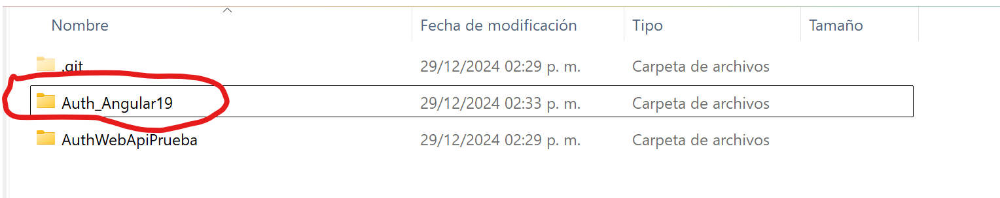 Nombre Fecha de modificación Tipo Tamaño
.git 29/12/2024 02:29 p. m. Carpeta de archivos
Auth_Angular19 29/12/2024 02:33 p. m. Carpeta de archivos
AuthWebApiPrueba 29/12/2024 02:29 p. m. Carpeta de archivos